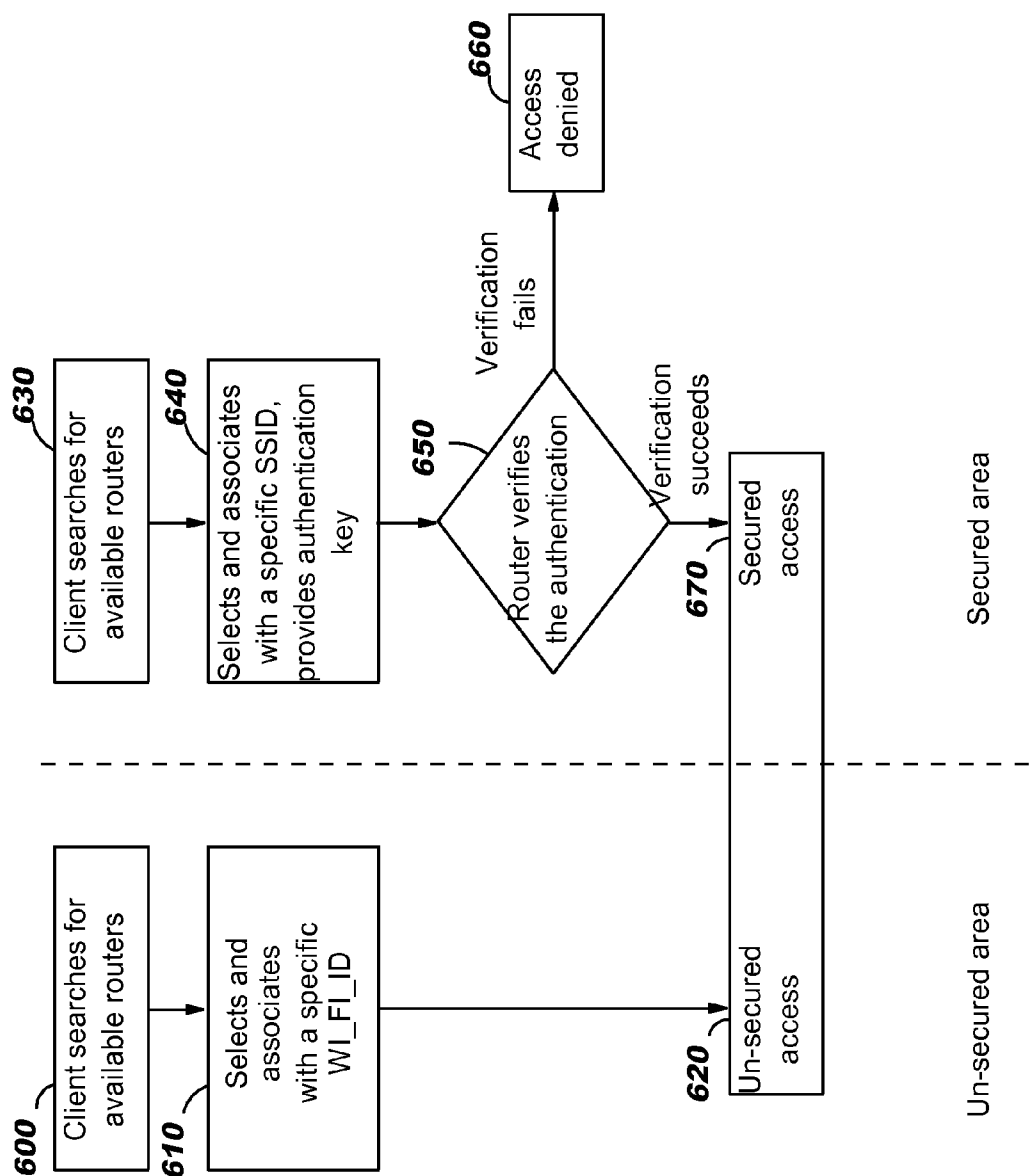 600
Client searches for
available routers
610
Selects and
associates
with a specific
WI_FI_ID
620
Un-secured
access
Un-secured area
630
Client searches for
available routers
640
Selects and associates
with a specific SSID,
provides authentication
key
650
Router verifies
the authentication
Verification
fails
660
Access
denied
Verification
succeeds
670
Secured
access
Secured area